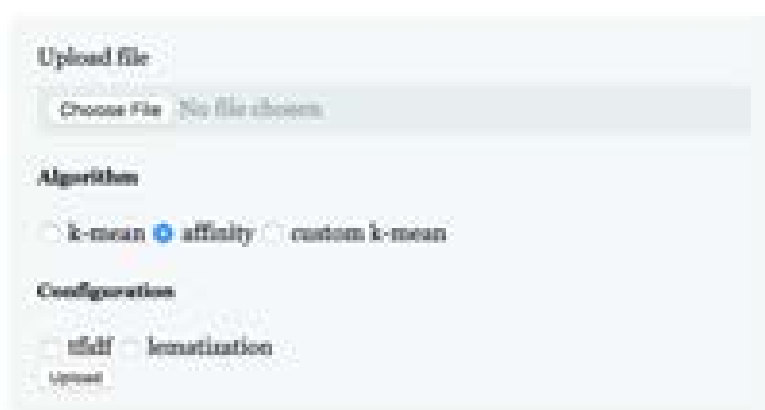 Upload file
Choose File No file chosen
Algorithm
k-mean affinity custom k-mean
Configuration
tfidf lematization
Upload